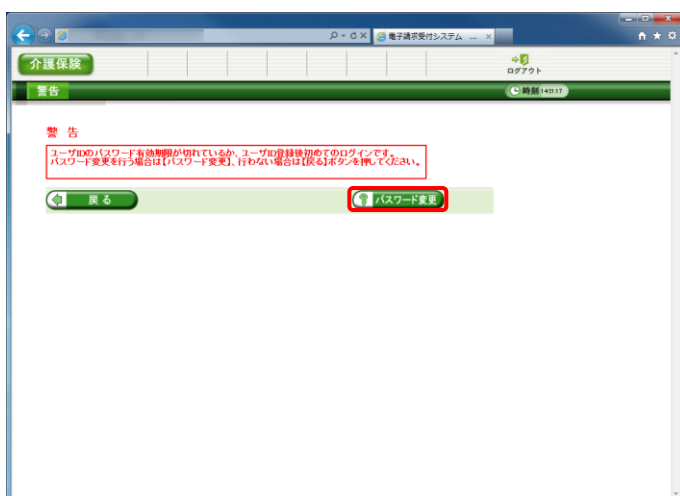 電子請求受付システム ...
介護保険
ログアウト
警告
時刻
警 告
ユーザIDのパスワード有効期限が切れているか、ユーザID登録後初めてのログインです。
パスワード変更を行う場合は【パスワード変更】、行わない場合は【戻る】ボタンを押してください。
戻る
パスワード変更